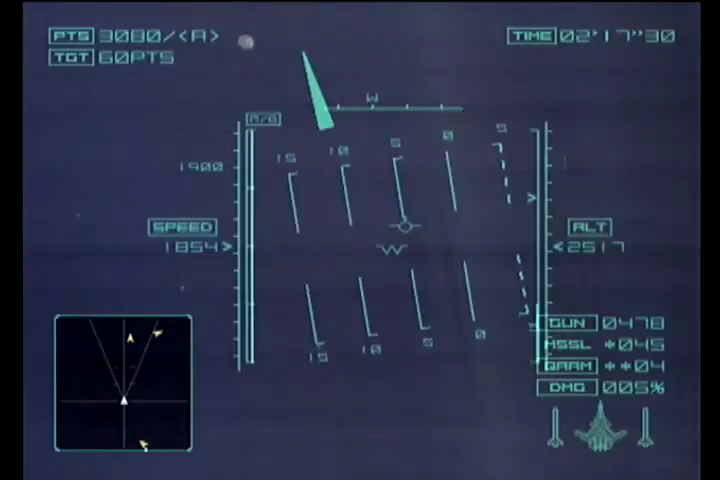 PTS 3080/<A>
TGT 60PTS
TIME 02'17"30
W
A/G
15 10 5 0 5
1900
SPEED
1854>
ALT
<2517
15 10 5 0
GUN 0478
MSSL *045
QAAM **04
DMG 005%